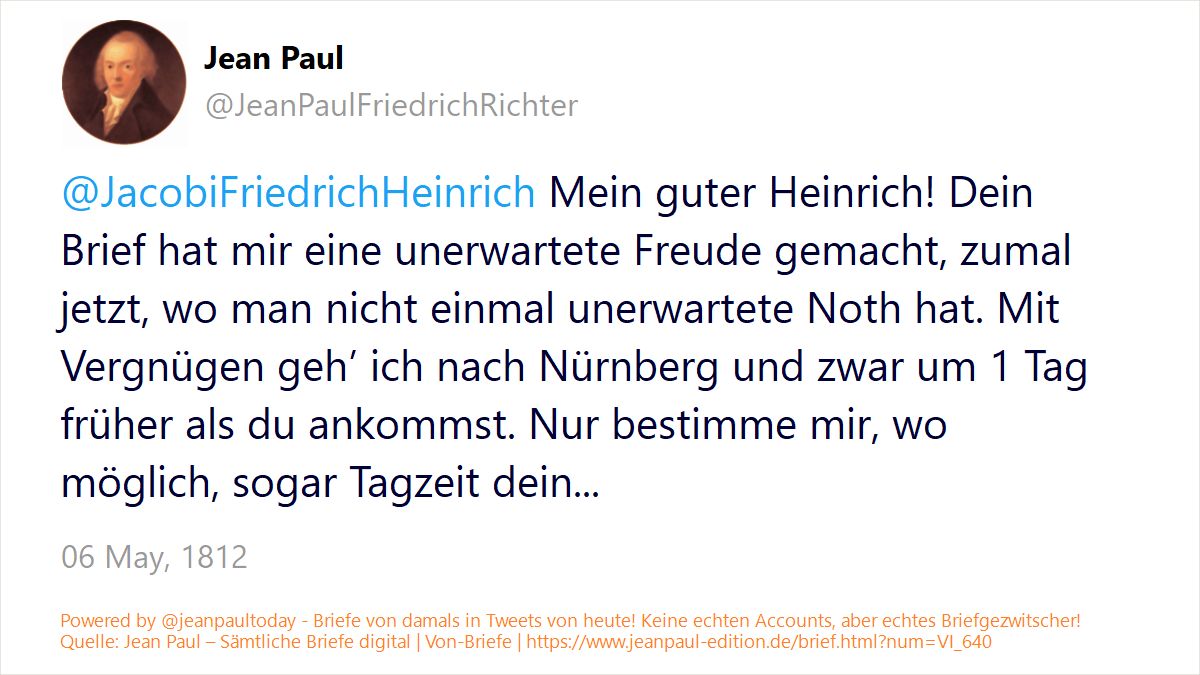 Jean Paul
@JeanPaulFriedrichRichter
@JacobiFriedrichHeinrich Mein guter Heinrich! Dein
Brief hat mir eine unerwartete Freude gemacht, zumal
jetzt, wo man nicht einmal unerwartete Noth hat. Mit
Vergnügen geh’ ich nach Nürnberg und zwar um 1 Tag
früher als du ankommst. Nur bestimme mir, wo
möglich, sogar Tagzeit dein...
06 May, 1812
Powered by @jeanpaultoday - Briefe von damals in Tweets von heute! Keine echten Accounts, aber echtes Briefgezwitscher!
Quelle: Jean Paul – Sämtliche Briefe digital | Von-Briefe | https://www.jeanpaul-edition.de/brief.html?num=VI_640